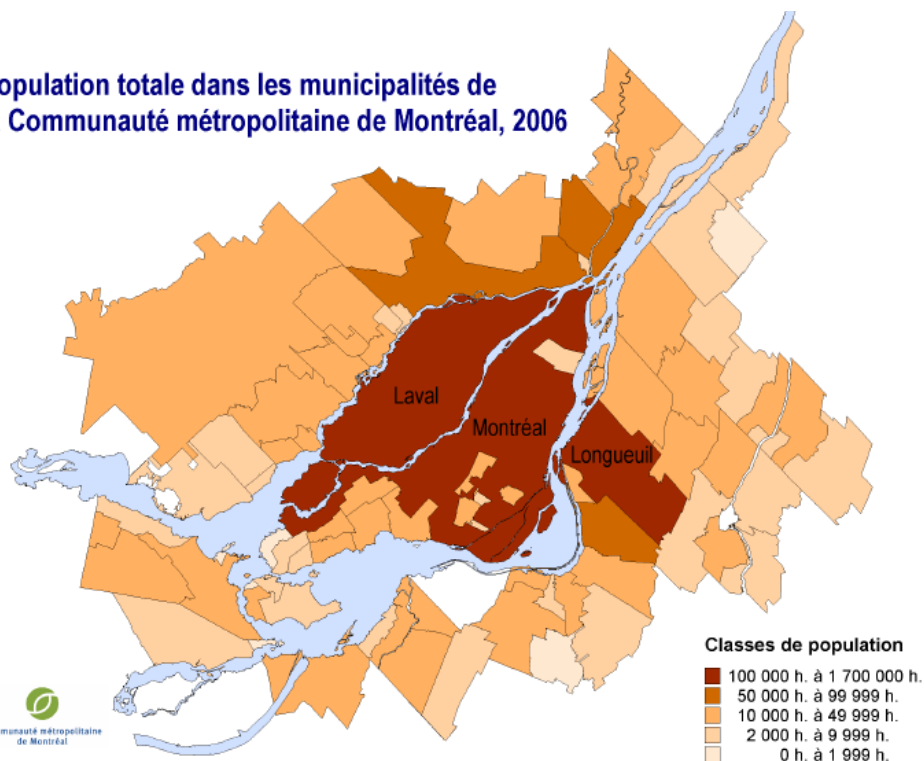 opulation totale dans les municipalités de
Communauté métropolitaine de Montréal, 2006
Laval
Montréal
Longueuil
Classes de population
100 000 h. à 1 700 000 h.
50 000 h. à 99 999 h.
10 000 h. à 49 999 h.
2 000 h. à 9 999 h.
0 h. à 1 999 h.
munauté métropolitaine
de Montréal